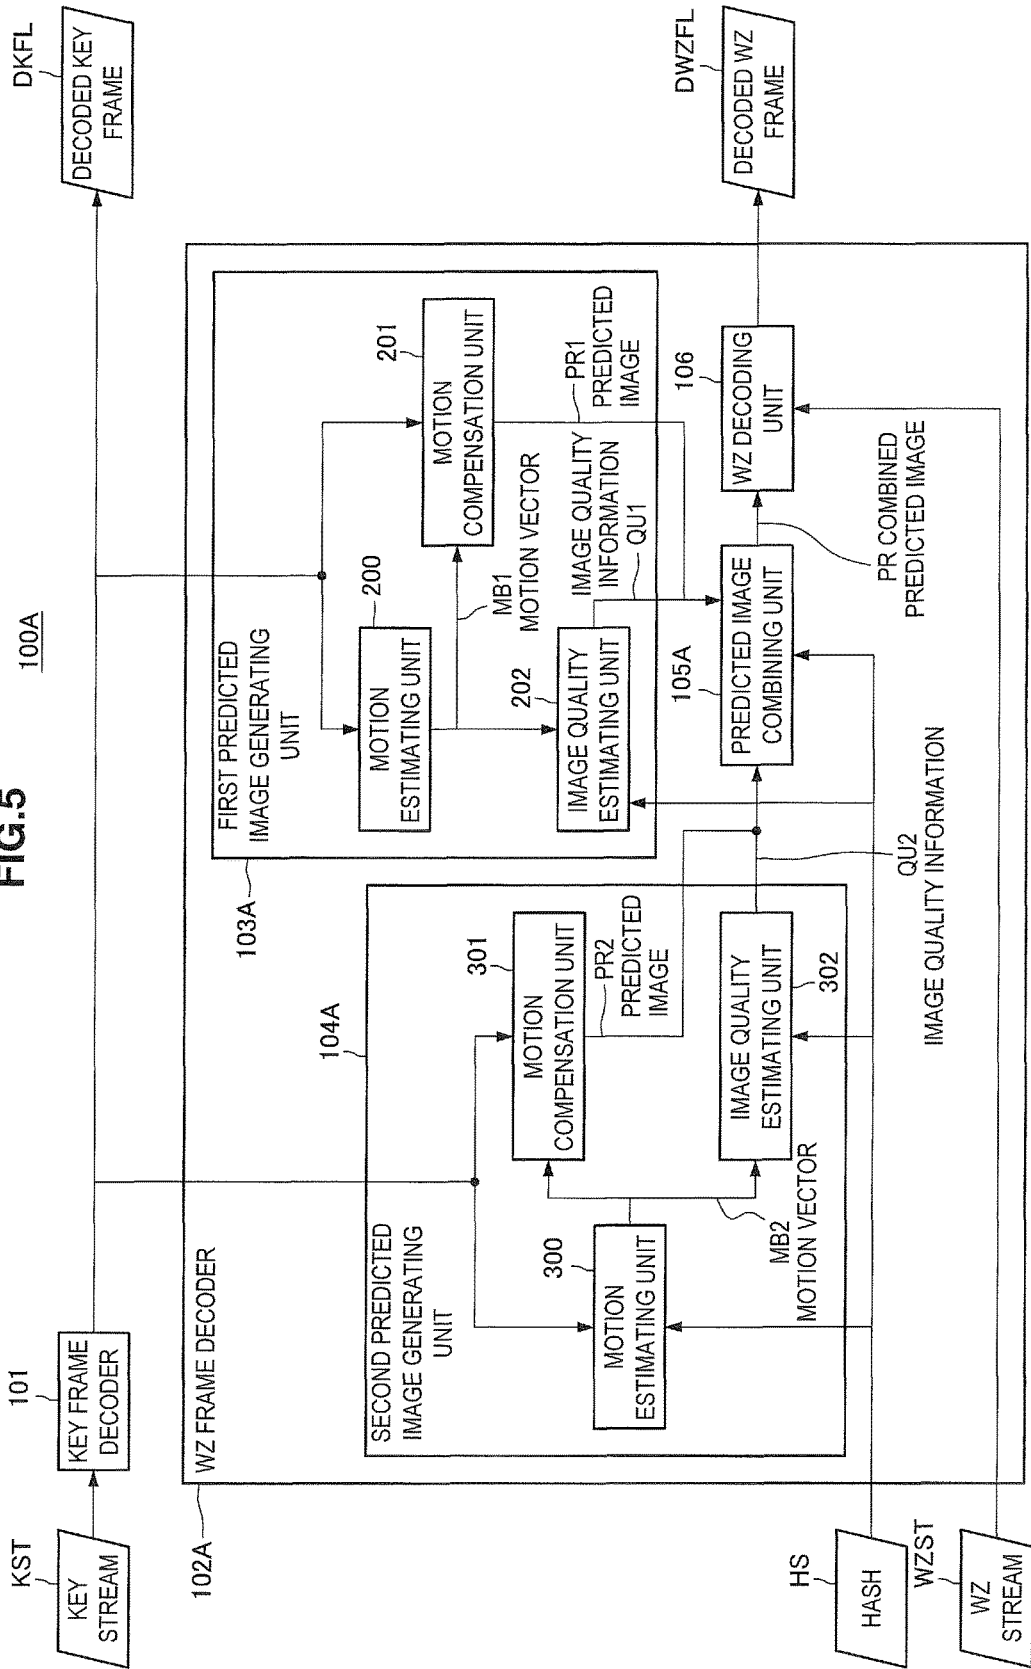 FIG.5
100A
KST
KEY
STREAM
101
KEY FRAME
DECODER
DKFL
DECODED KEY
FRAME
102A
WZ FRAME DECODER
104A
SECOND PREDICTED
IMAGE GENERATING
UNIT
300
MOTION
ESTIMATING UNIT
301
MOTION
COMPENSATION UNIT
PR2
PREDICTED
IMAGE
MB2
MOTION VECTOR
IMAGE QUALITY
ESTIMATING UNIT
302
103A
FIRST PREDICTED
IMAGE GENERATING
UNIT
200
MOTION
ESTIMATING UNIT
201
MOTION
COMPENSATION UNIT
MB1
MOTION VECTOR
202
IMAGE QUALITY
ESTIMATING UNIT
IMAGE QUALITY
INFORMATION
QU1
PR1
PREDICTED
IMAGE
105A
PREDICTED IMAGE
COMBINING UNIT
106
WZ DECODING
UNIT
DWZFL
DECODED WZ
FRAME
PR COMBINED
PREDICTED IMAGE
QU2
IMAGE QUALITY INFORMATION
HS
HASH
WZST
WZ
STREAM